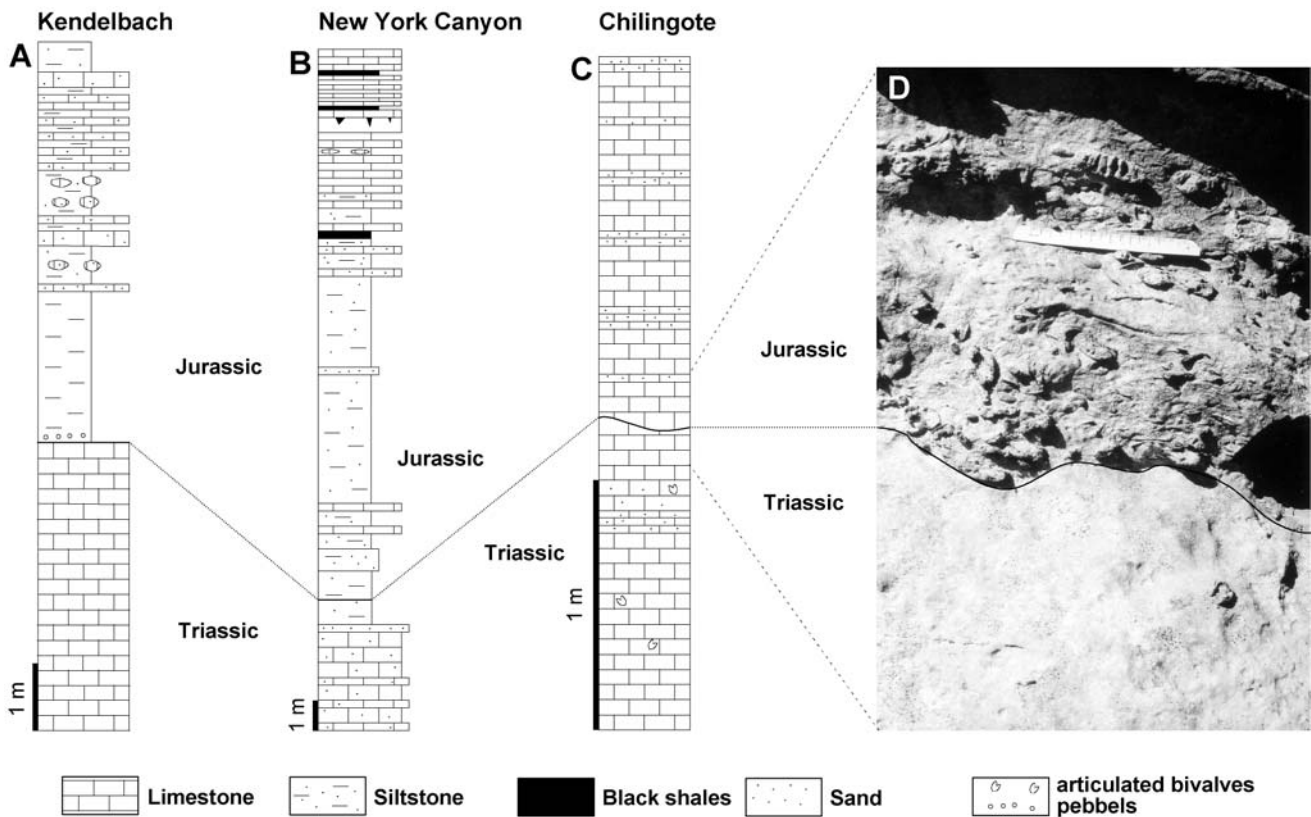 Kendelbach
New York Canyon
Chilingote
A
B
C
D
Jurassic
Jurassic
Jurassic
Triassic
Triassic
Triassic
1 m
1 m
1 m
Limestone
Siltstone
Black shales
Sand
articulated bivalves
pebbels